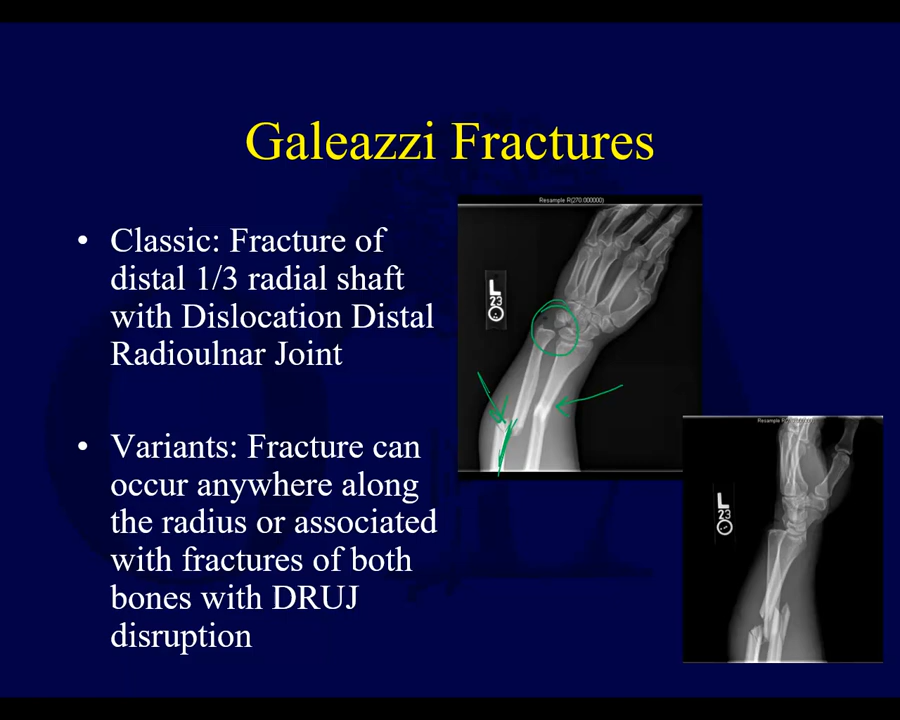 Galeazzi Fractures
• Classic: Fracture of
distal 1/3 radial shaft
with Dislocation Distal
Radioulnar Joint
• Variants: Fracture can
occur anywhere along
the radius or associated
with fractures of both
bones with DRUJ
disruption
Resample R(270.000000)
L
23
L
23